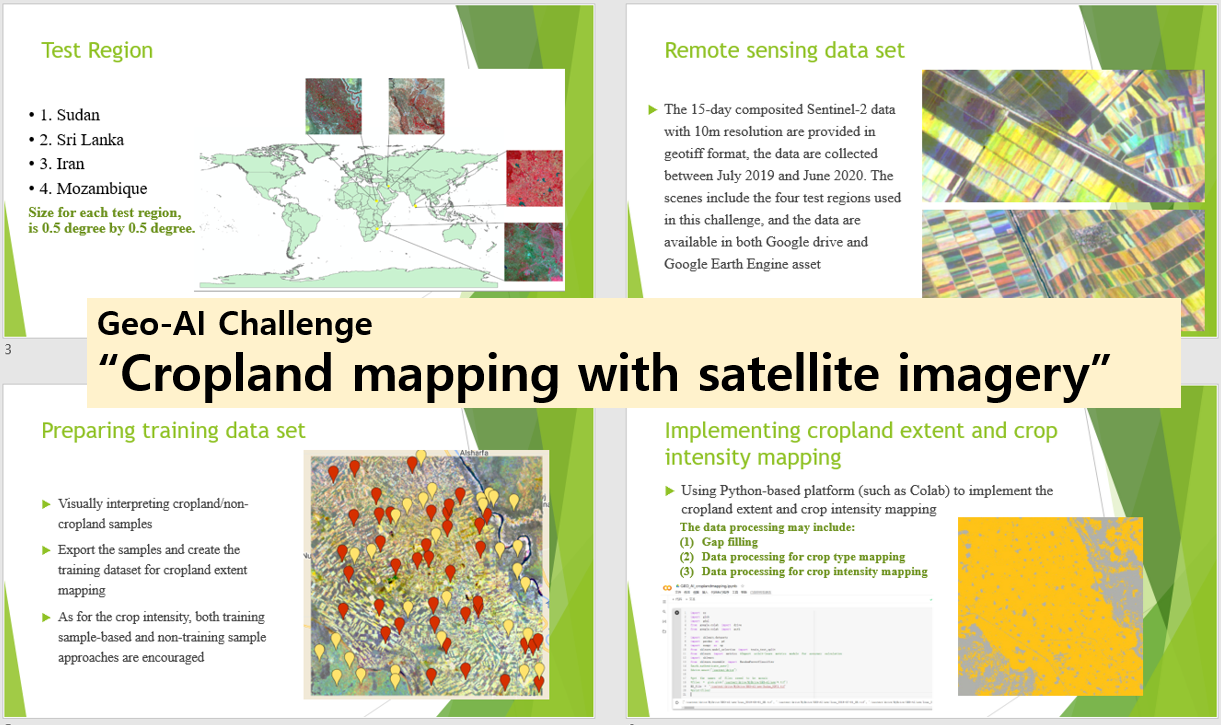 Test Region
• 1. Sudan
• 2. Sri Lanka
• 3. Iran
• 4. Mozambique
Size for each test region,
is 0.5 degree by 0.5 degree.
3
Remote sensing data set
The 15-day composited Sentinel-2 data
with 10m resolution are provided in
geotiff format, the data are collected
between July 2019 and June 2020. The
scenes include the four test regions used
in this challenge, and the data are
available in both Google drive and
Google Earth Engine asset
Geo-AI Challenge
“Cropland mapping with satellite imagery”
Preparing training data set
Visually interpreting cropland/non-
cropland samples
Export the samples and create the
training dataset for cropland extent
mapping
As for the crop intensity, both training
sample-based and non-training sample
approaches are encouraged
Alsharfa
Implementing cropland extent and crop
intensity mapping
Using Python-based platform (such as Colab) to implement the
cropland extent and crop intensity mapping
The data processing may include:
(1) Gap filling
(2) Data processing for crop type mapping
(3) Data processing for crop intensity mapping